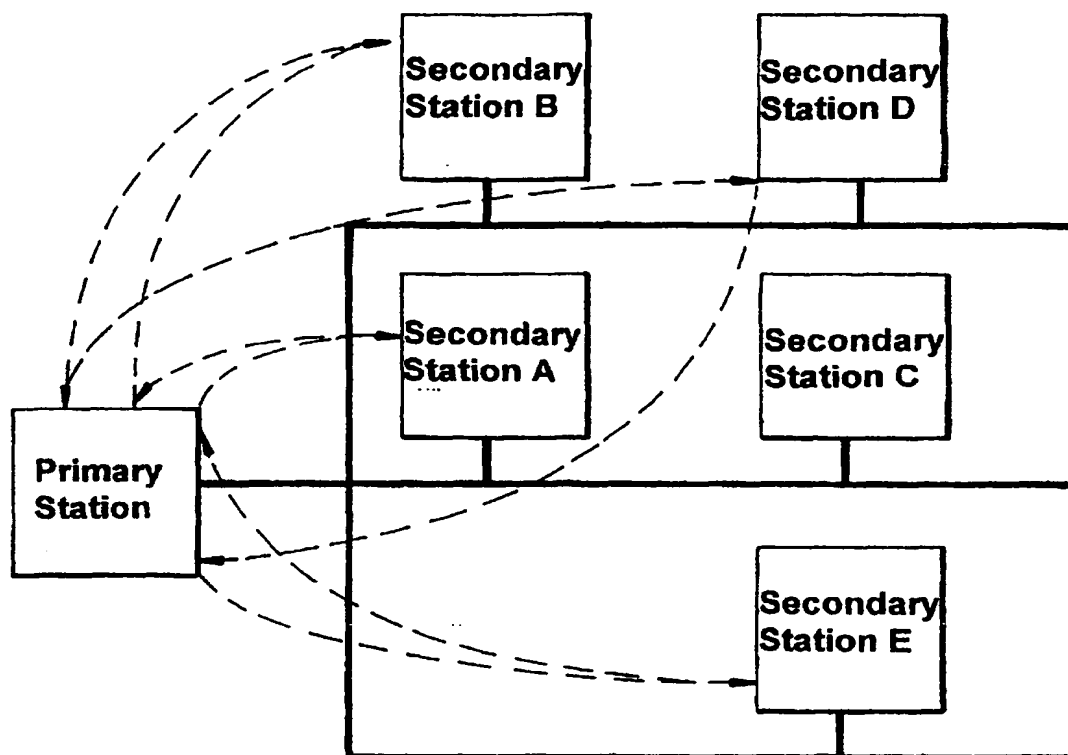 Secondary
Station B
Secondary
Station D
Secondary
Station A
Secondary
Station C
Primary
Station
Secondary
Station E